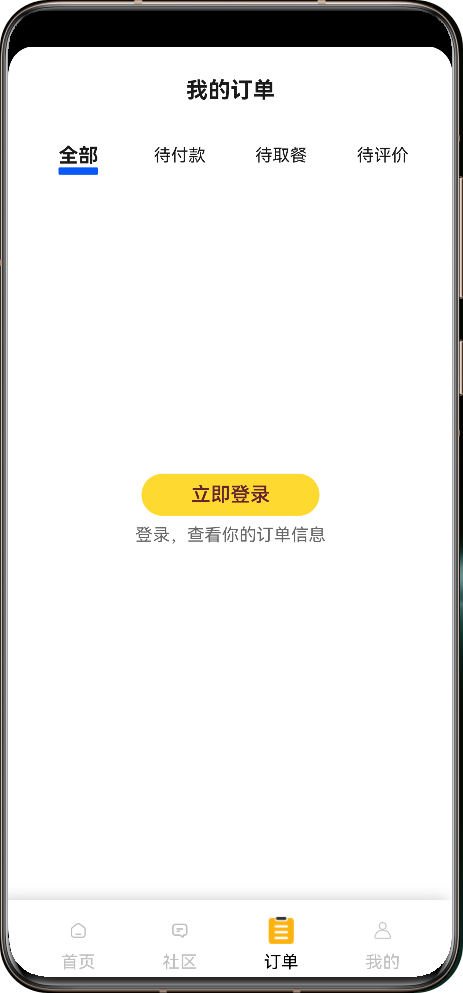 我的订单
全部 待付款 待取餐 待评价
立即登录
登录，查看你的订单信息
首页 社区 订单 我的